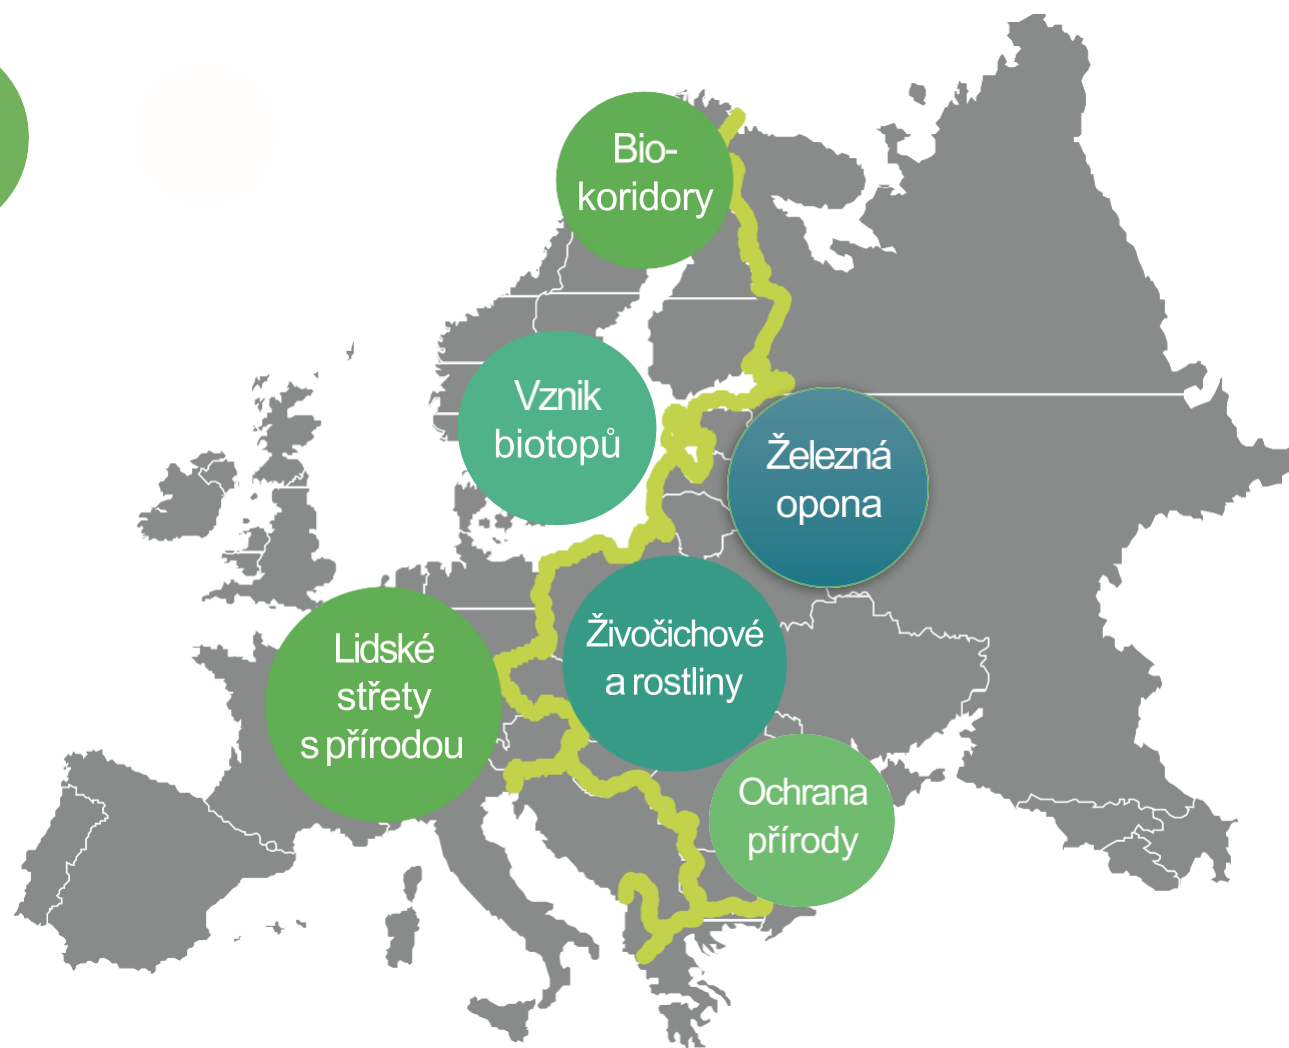 Bio-
koridory
Vznik
biotopů
Železná
opona
Živočichové
a rostliny
Lidské
střety
s přírodou
Ochrana
přírody